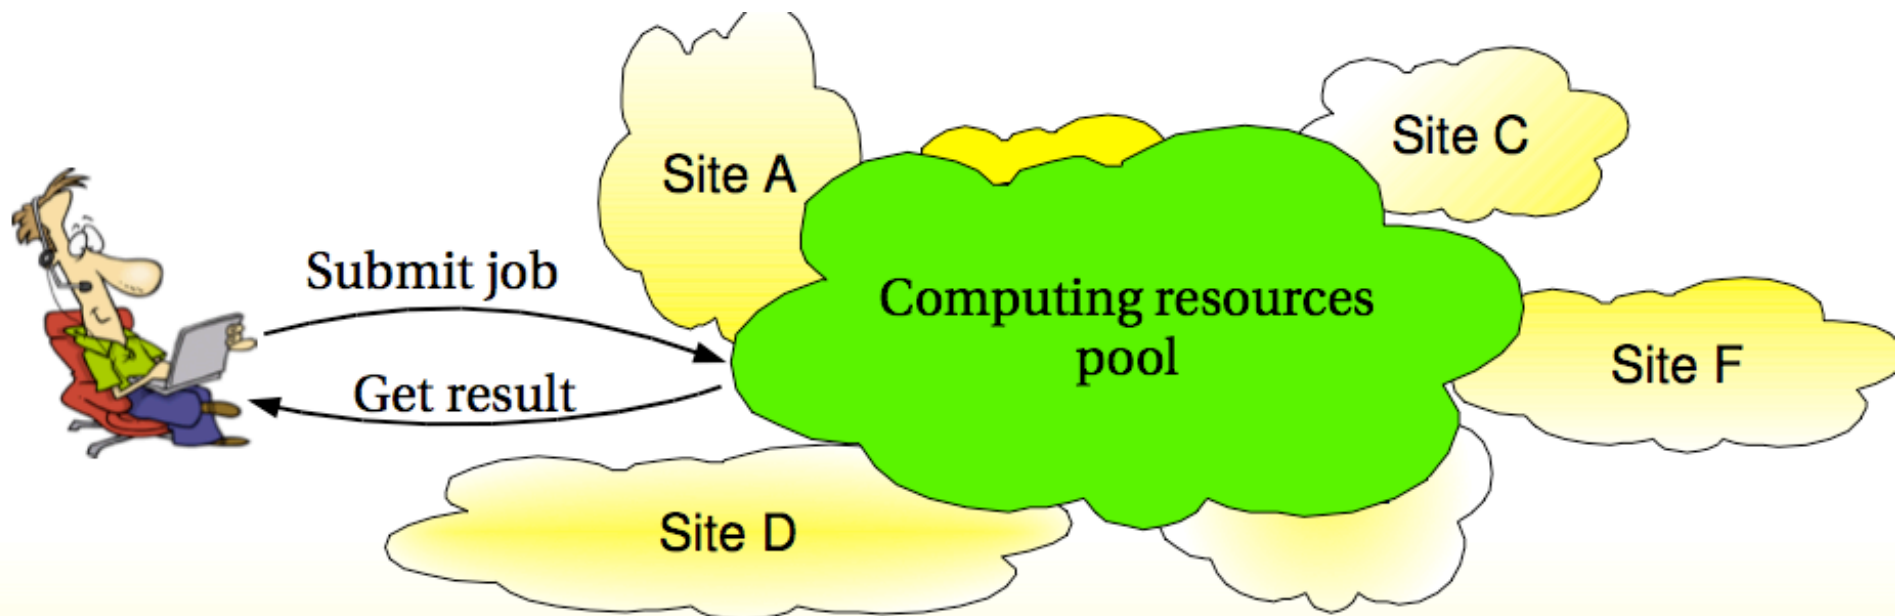 Site A
Site C
Submit job
Computing resources
pool
Get result
Site F
Site D